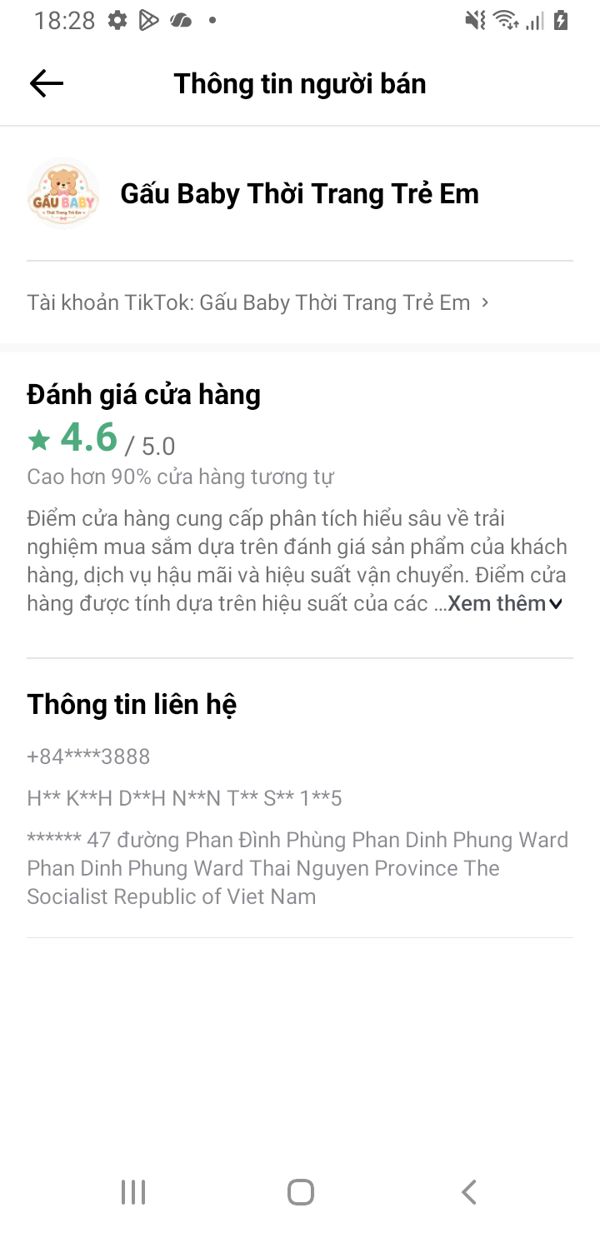 18:28
Thông tin người bán
GẤU BABY
Thời Trang Trẻ Em
Gấu Baby Thời Trang Trẻ Em
Tài khoản TikTok: Gấu Baby Thời Trang Trẻ Em
Đánh giá cửa hàng
4.6 / 5.0
Cao hơn 90% cửa hàng tương tự
Điểm cửa hàng cung cấp phân tích hiểu sâu về trải
nghiệm mua sắm dựa trên đánh giá sản phẩm của khách
hàng, dịch vụ hậu mãi và hiệu suất vận chuyển. Điểm cửa
hàng được tính dựa trên hiệu suất của các ...Xem thêm
Thông tin liên hệ
+84****3888
H** K**H D**H N**N T** S** 1**5
****** 47 đường Phan Đình Phùng Phan Dinh Phung Ward
Phan Dinh Phung Ward Thai Nguyen Province The
Socialist Republic of Viet Nam